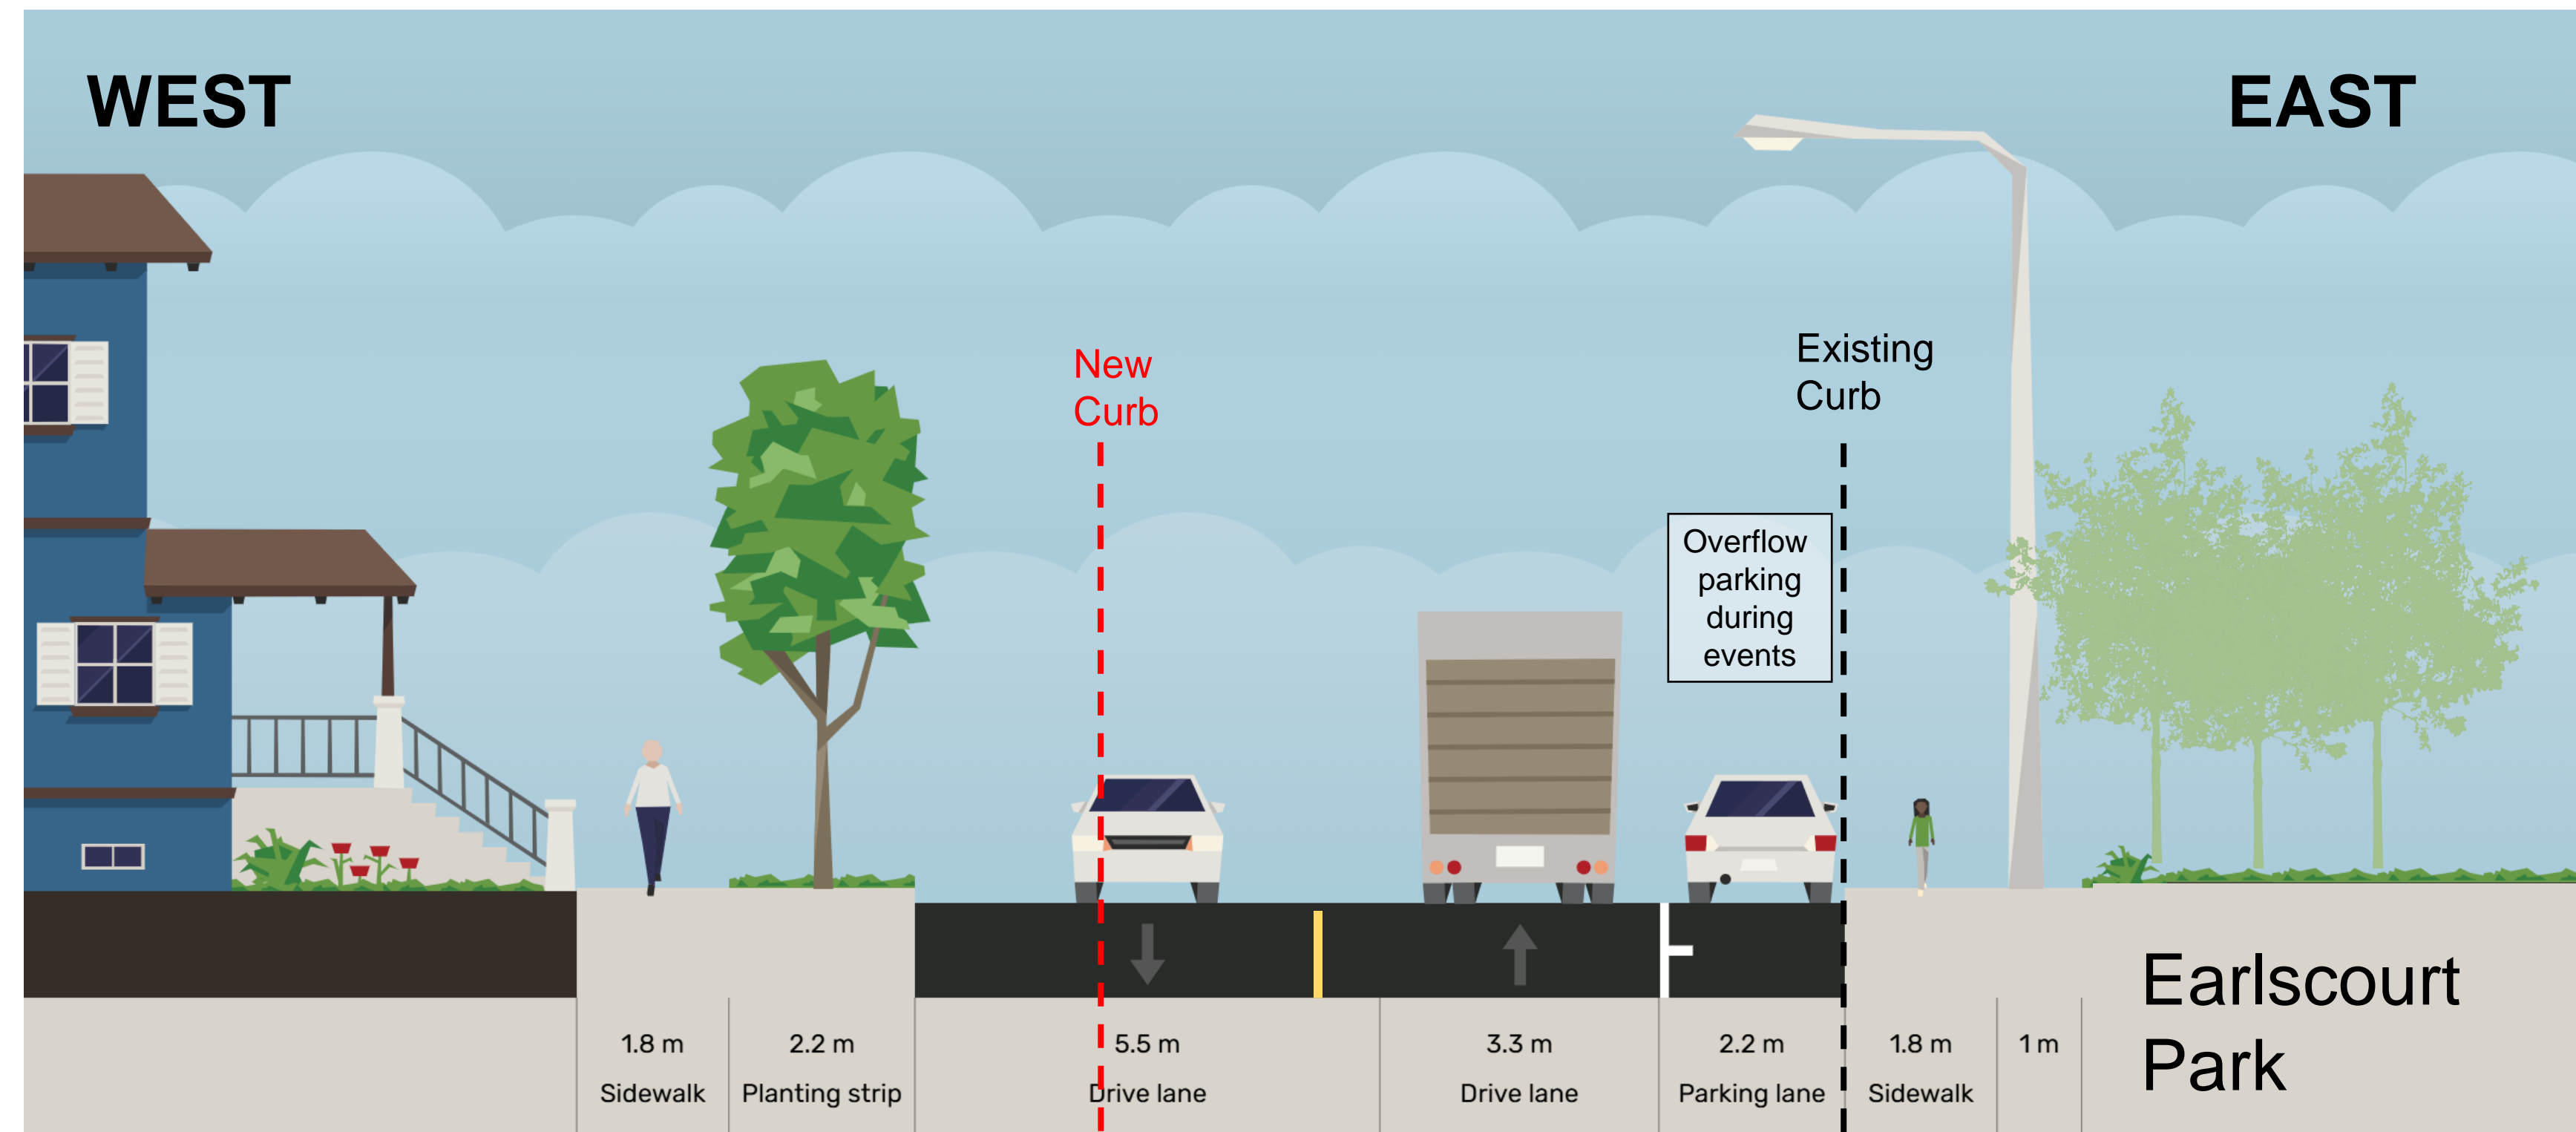 WEST
EAST
New
Curb
Existing
Curb
Overflow
parking
during
events
1.8 m
Sidewalk
2.2 m
Planting strip
5.5 m
Drive lane
3.3 m
Drive lane
2.2 m
Parking lane
1.8 m
Sidewalk
1 m
Earlscourt
Park